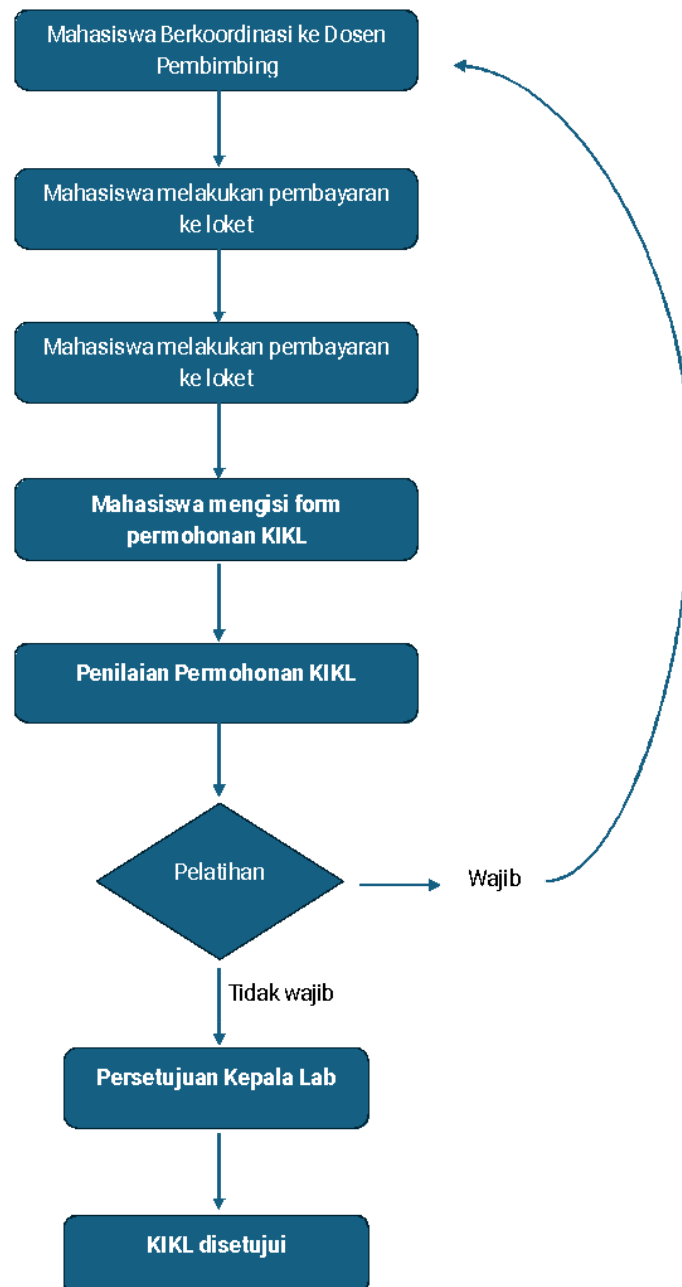 Mahasiswa Berkoordinasi ke Dosen
Pembimbing
Mahasiswa melakukan pembayaran
ke loket
Mahasiswa melakukan pembayaran
ke loket
Mahasiswa mengisi form
permohonan KIKL
Penilaian Permohonan KIKL
Pelatihan
Wajib
Tidak wajib
Persetujuan Kepala Lab
KIKL disetujui